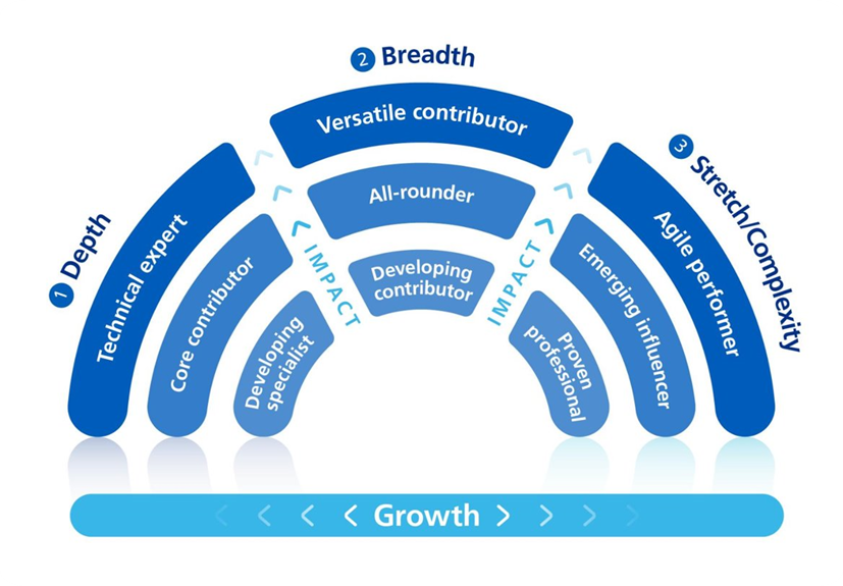 2 Breadth
Versatile contributor
All-rounder
Developing
contributor
1 Depth
Technical expert
Core contributor
Developing
specialist
IMPACT
IMPACT
3 Stretch/Complexity
Agile performer
Emerging influencer
Proven
professional
Growth